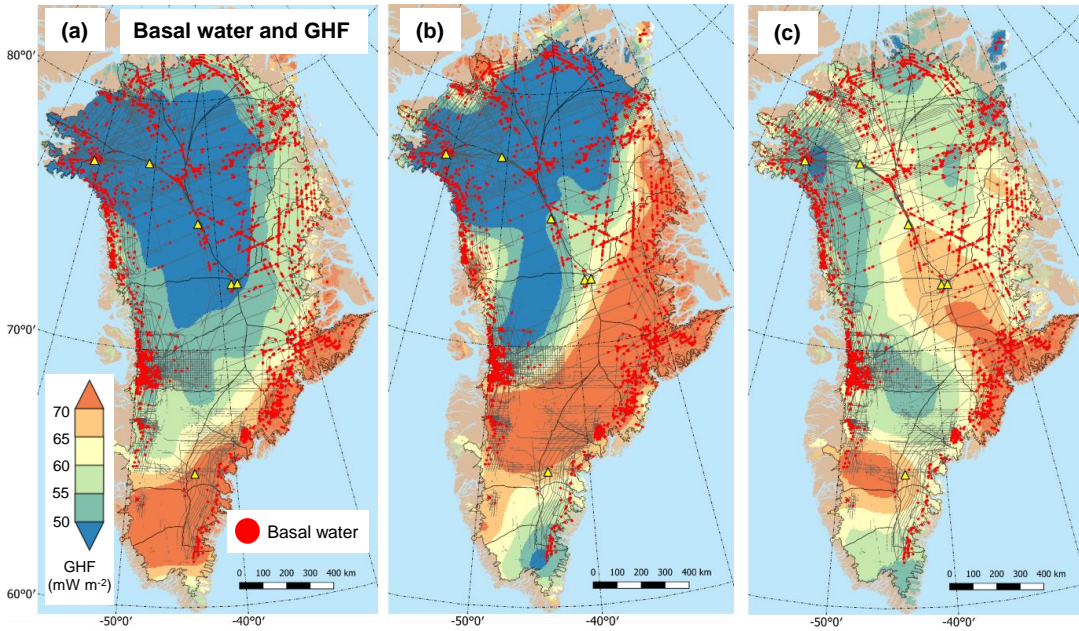 (a) Basal water and GHF (b) (c)
80°0′
70°0′
70
65
60
55
50
GHF
(mW m-2)
Basal water
0 100 200 300 400 km
0 100 200 300 400 km
0 100 200 300 400 km
60°0′
-50°0′ -40°0′ -50°0′ -40°0′ -50°0′ -40°0′